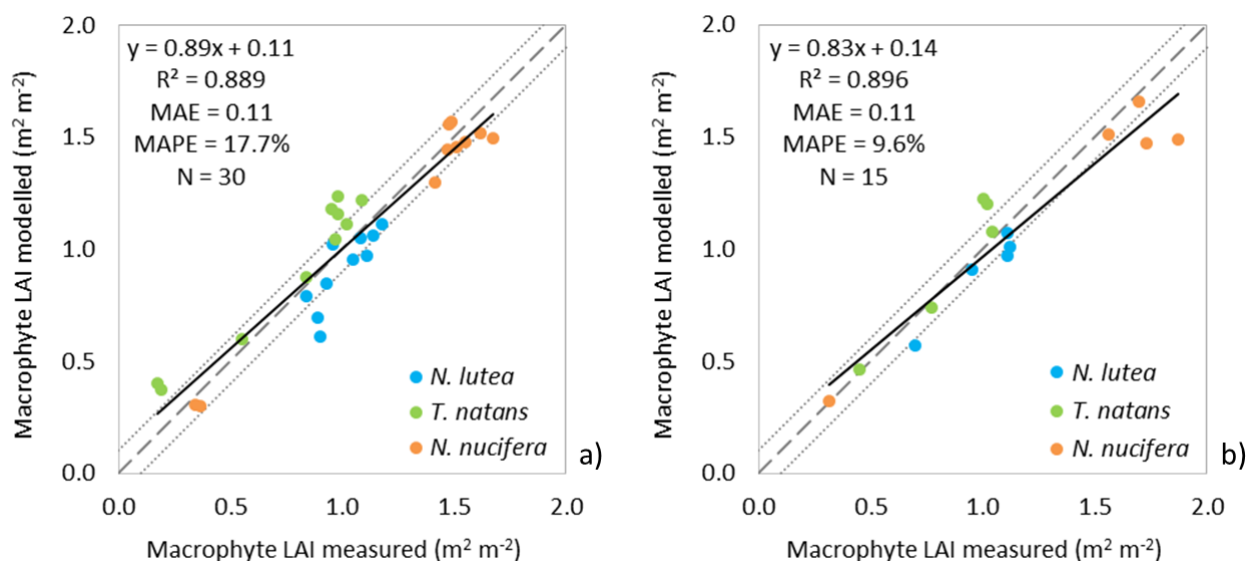 Macrophyte LAI modelled (m² m⁻²)
2.0
1.5
1.0
0.5
0.0
y = 0.89x + 0.11
R² = 0.889
MAE = 0.11
MAPE = 17.7%
N = 30
N. lutea
T. natans
N. nucifera
a)
0.0 0.5 1.0 1.5 2.0
Macrophyte LAI measured (m² m⁻²)
Macrophyte LAI modelled (m² m⁻²)
2.0
1.5
1.0
0.5
0.0
y = 0.83x + 0.14
R² = 0.896
MAE = 0.11
MAPE = 9.6%
N = 15
N. lutea
T. natans
N. nucifera
b)
0.0 0.5 1.0 1.5 2.0
Macrophyte LAI measured (m² m⁻²)